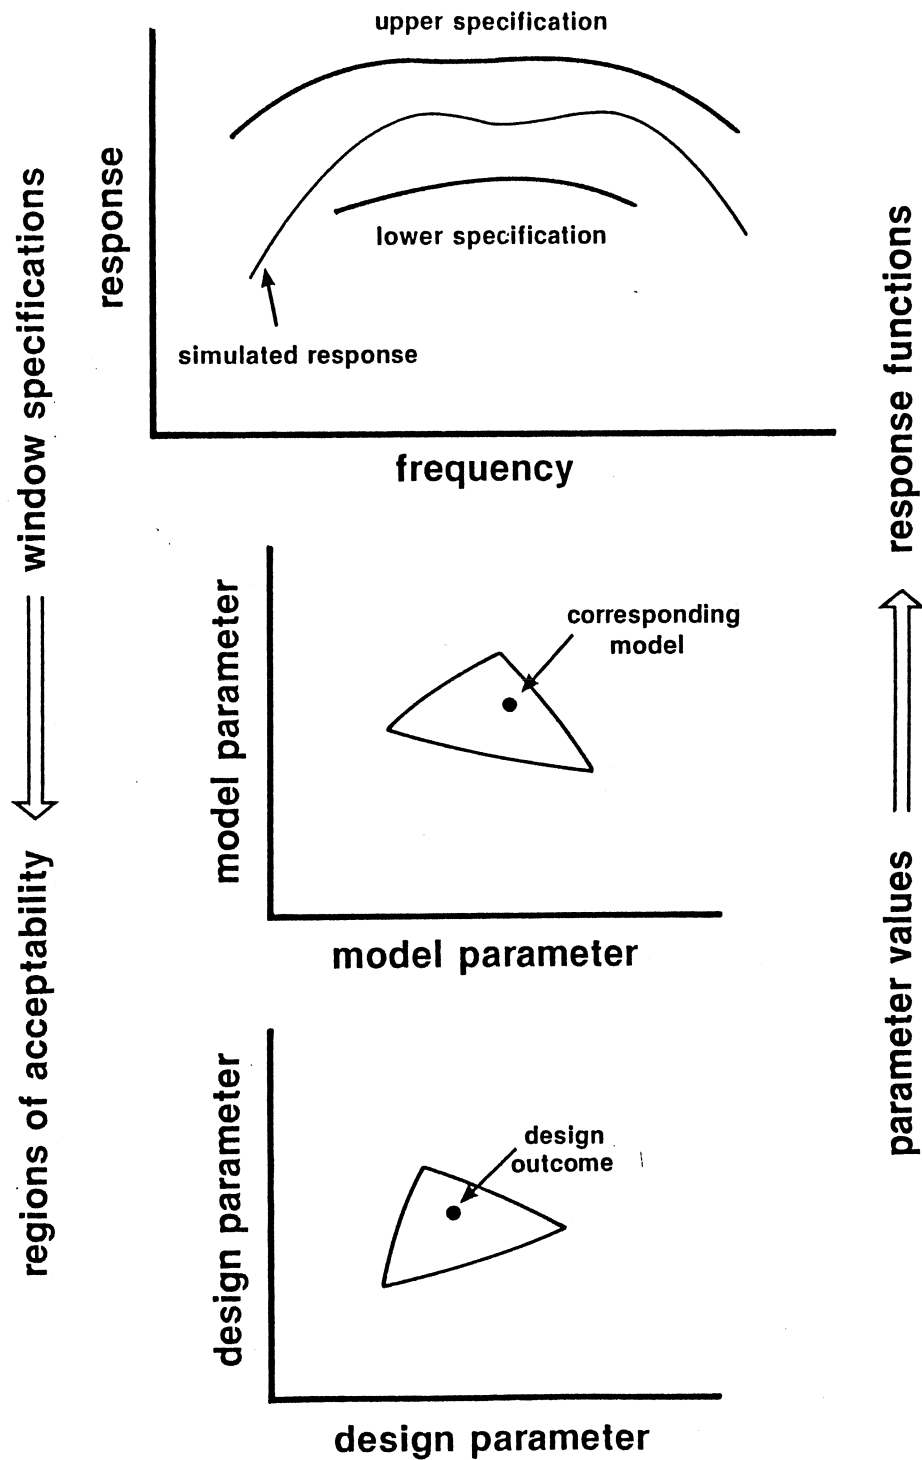 upper specification
response
lower specification
simulated response
frequency
window specifications
response functions
model parameter
corresponding
model
model parameter
regions of acceptability
parameter values
design parameter
design
outcome
design parameter